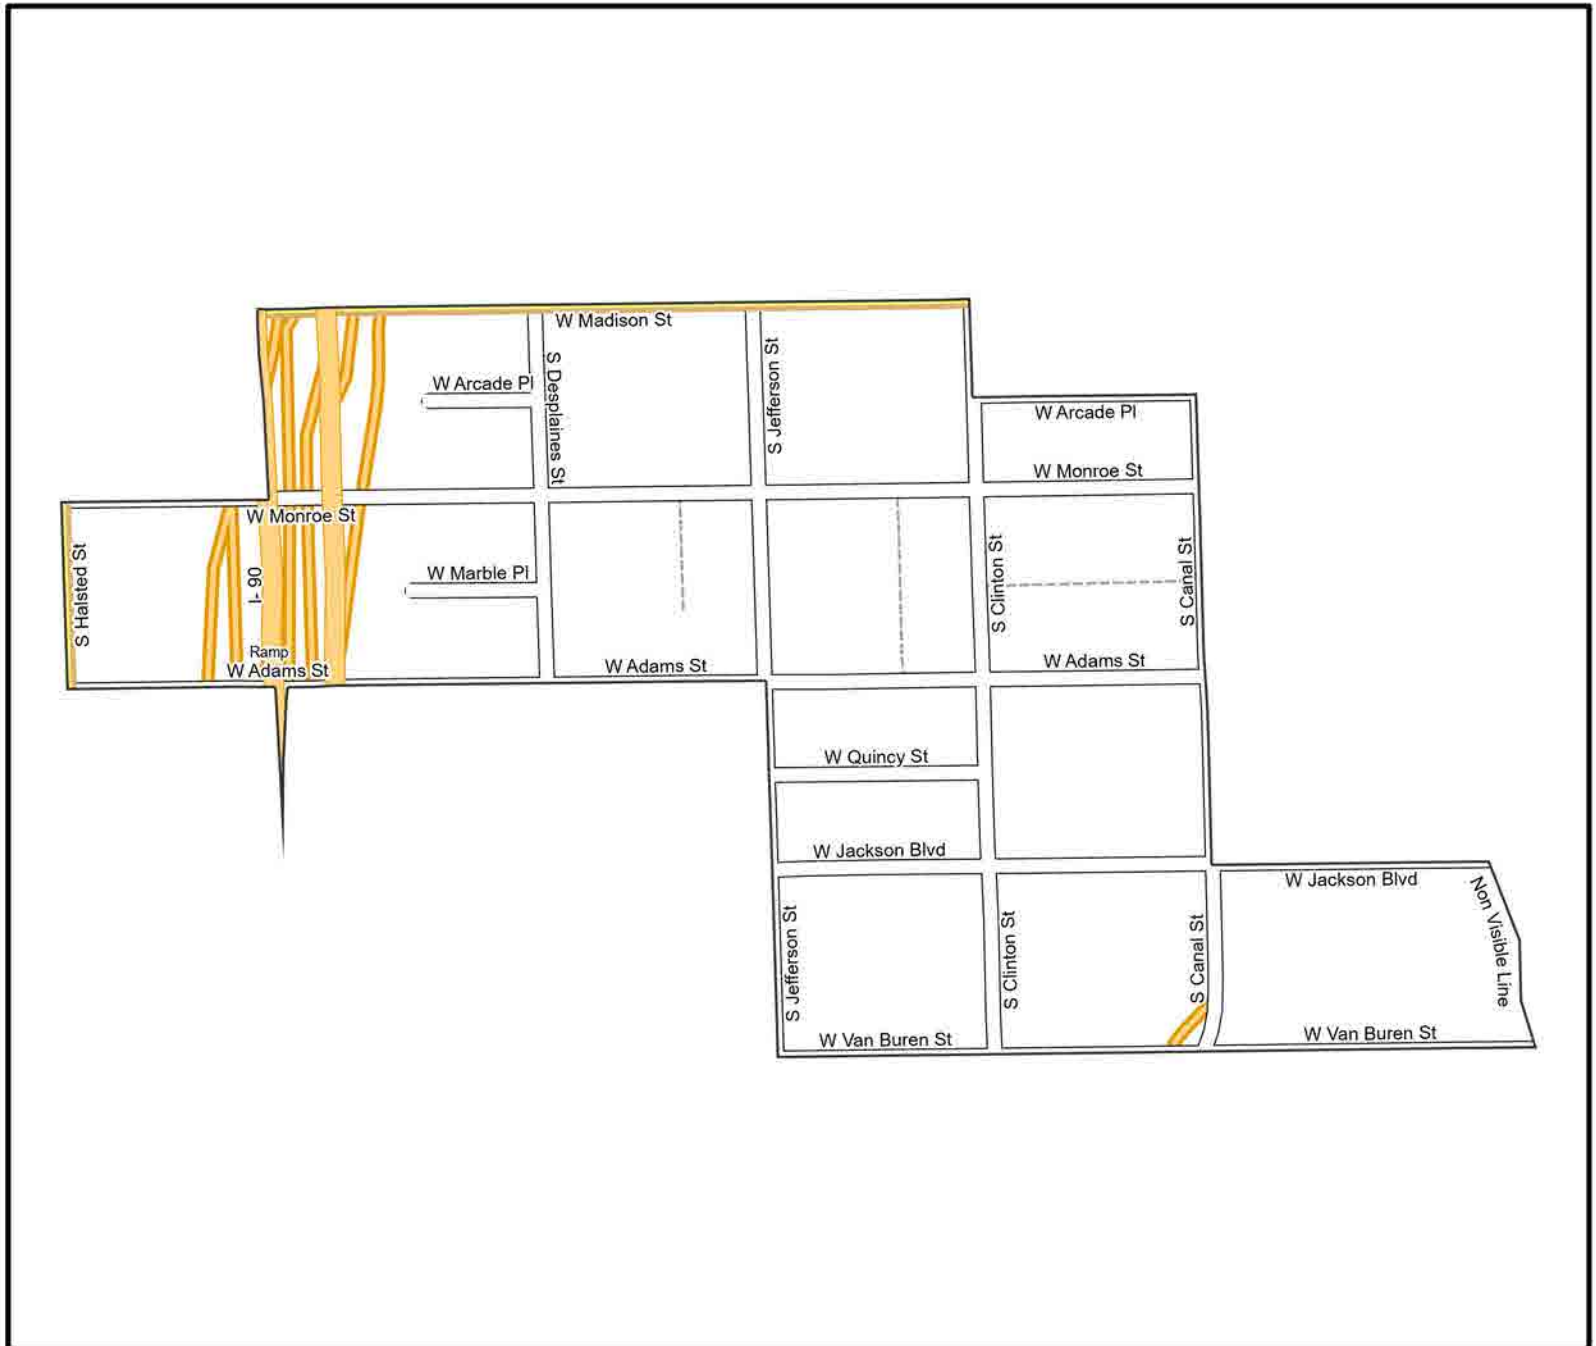 W Madison St
S Desplaines St
S Jefferson St
W Arcade Pl
W Arcade Pl
W Monroe St
W Monroe St
S Halsted St
I- 90
W Marble Pl
S Clinton St
S Canal St
Ramp
W Adams St
W Adams St
W Adams St
W Quincy St
W Jackson Blvd
W Jackson Blvd
Non Visible Line
S Jefferson St
S Clinton St
S Canal St
W Van Buren St
W Van Buren St